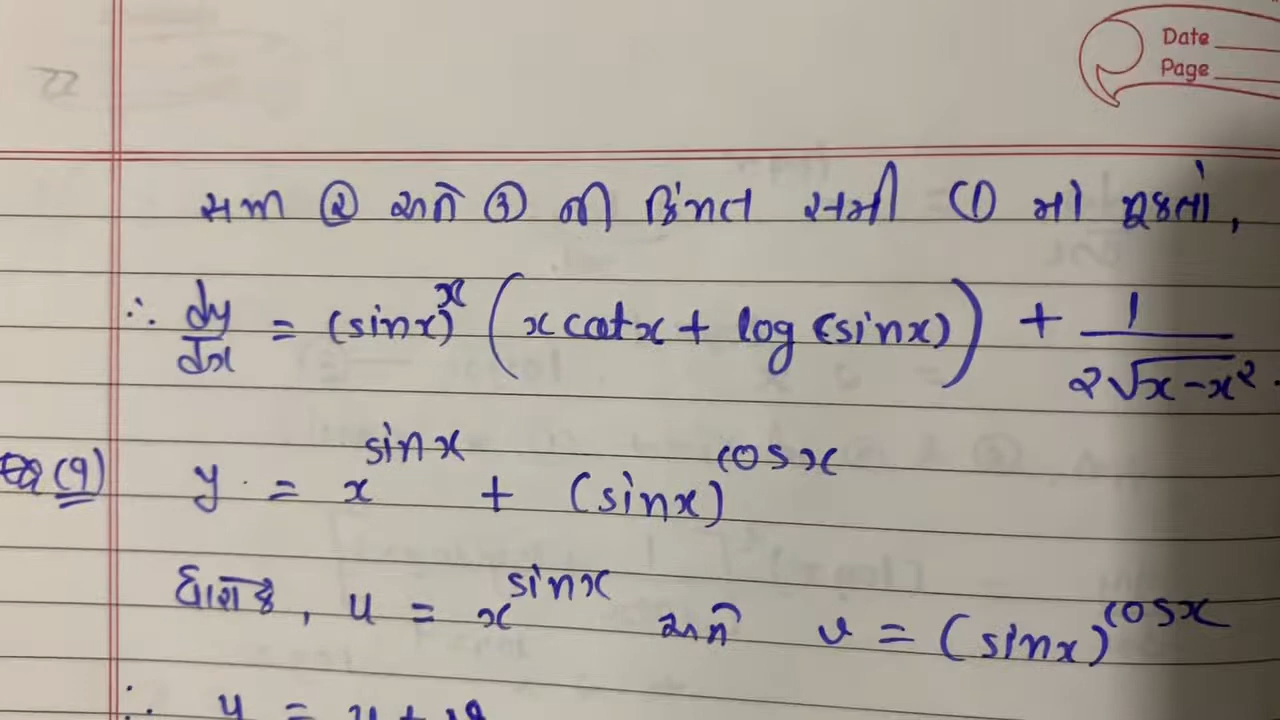 Date
Page
22
સમી ② અને ③ ની કિંમત સમી ① માં મૂકતાં,
∴ dy/dx = (sinx)^x (x cotx + log(sinx)) + 1/(2√(x-x²)).
(9) y = x^sinx + (sinx)^cosx
ધારોકે, u = x^sinx અને v = (sinx)^cosx
∴ y = u + v